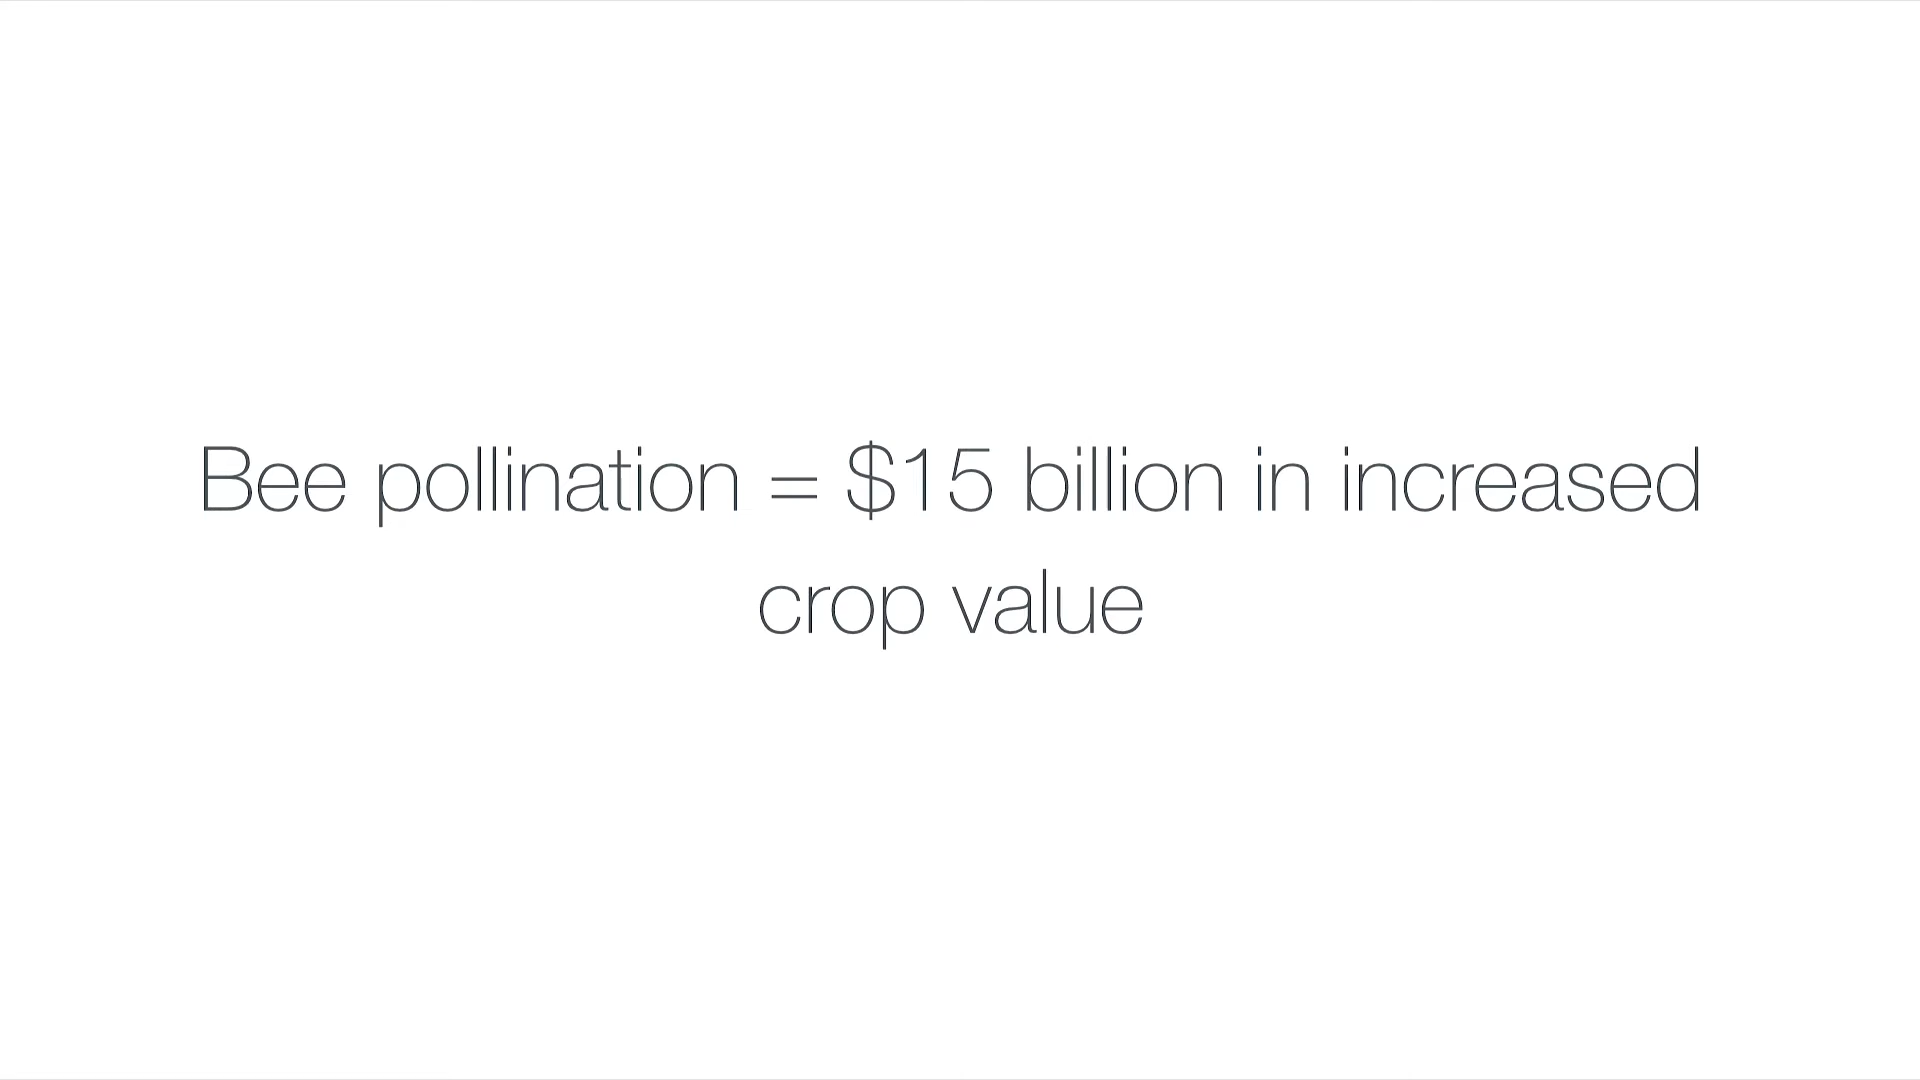 Bee pollination = $15 billion in increased
crop value